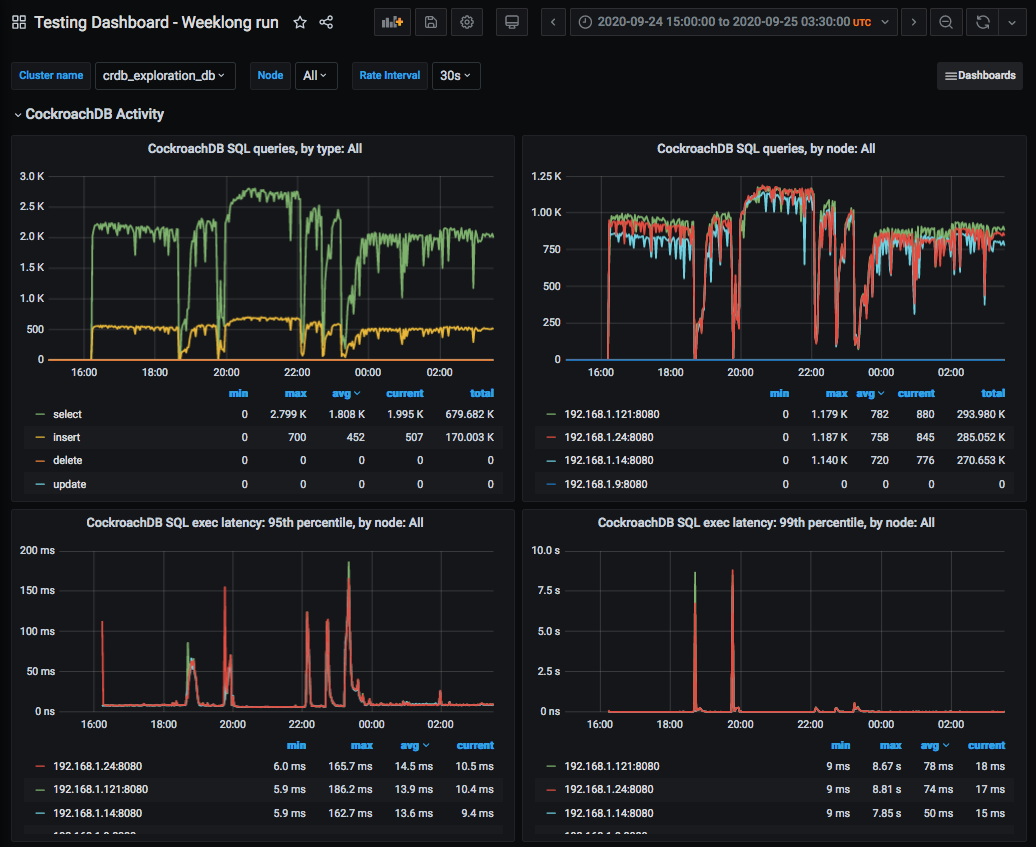 Testing Dashboard - Weeklong run
2020-09-24 15:00:00 to 2020-09-25 03:30:00 UTC
Cluster name crdb_exploration_db Node All Rate Interval 30s Dashboards
CockroachDB Activity
CockroachDB SQL queries, by type: All
3.0 K
2.5 K
2.0 K
1.5 K
1.0 K
500
0
16:00 18:00 20:00 22:00 00:00 02:00
min max avg current total
select 0 2.799 K 1.808 K 1.995 K 679.682 K
insert 0 700 452 507 170.003 K
delete 0 0 0 0 0
update 0 0 0 0 0
CockroachDB SQL queries, by node: All
1.25 K
1.00 K
750
500
250
0
16:00 18:00 20:00 22:00 00:00 02:00
min max avg current total
192.168.1.121:8080 0 1.179 K 782 880 293.980 K
192.168.1.24:8080 0 1.187 K 758 845 285.052 K
192.168.1.14:8080 0 1.140 K 720 776 270.653 K
192.168.1.9:8080 0 0 0 0 0
CockroachDB SQL exec latency: 95th percentile, by node: All
200 ms
150 ms
100 ms
50 ms
0 ns
16:00 18:00 20:00 22:00 00:00 02:00
min max avg current
192.168.1.24:8080 6.0 ms 165.7 ms 14.5 ms 10.5 ms
192.168.1.121:8080 5.9 ms 186.2 ms 13.9 ms 10.4 ms
192.168.1.14:8080 5.9 ms 162.7 ms 13.6 ms 9.4 ms
CockroachDB SQL exec latency: 99th percentile, by node: All
10.0 s
7.5 s
5.0 s
2.5 s
0 ns
16:00 18:00 20:00 22:00 00:00 02:00
min max avg current
192.168.1.121:8080 9 ms 8.67 s 78 ms 18 ms
192.168.1.24:8080 9 ms 8.81 s 74 ms 17 ms
192.168.1.14:8080 9 ms 7.85 s 50 ms 15 ms